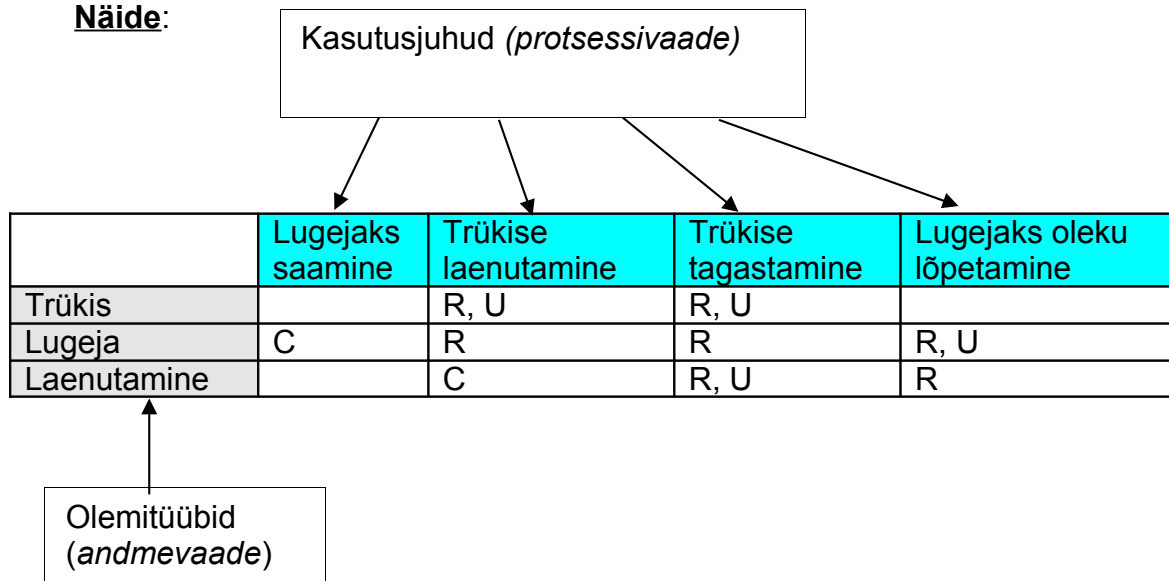 Näide:
Kasutusjuhud (protsessivaade)
Lugejaks saamine
Trükise laenutamine
Trükise tagastamine
Lugejaks oleku lõpetamine
Trükis R, U R, U
Lugeja C R R R, U
Laenutamine C R, U R
Olemitüübid
(andmevaade)